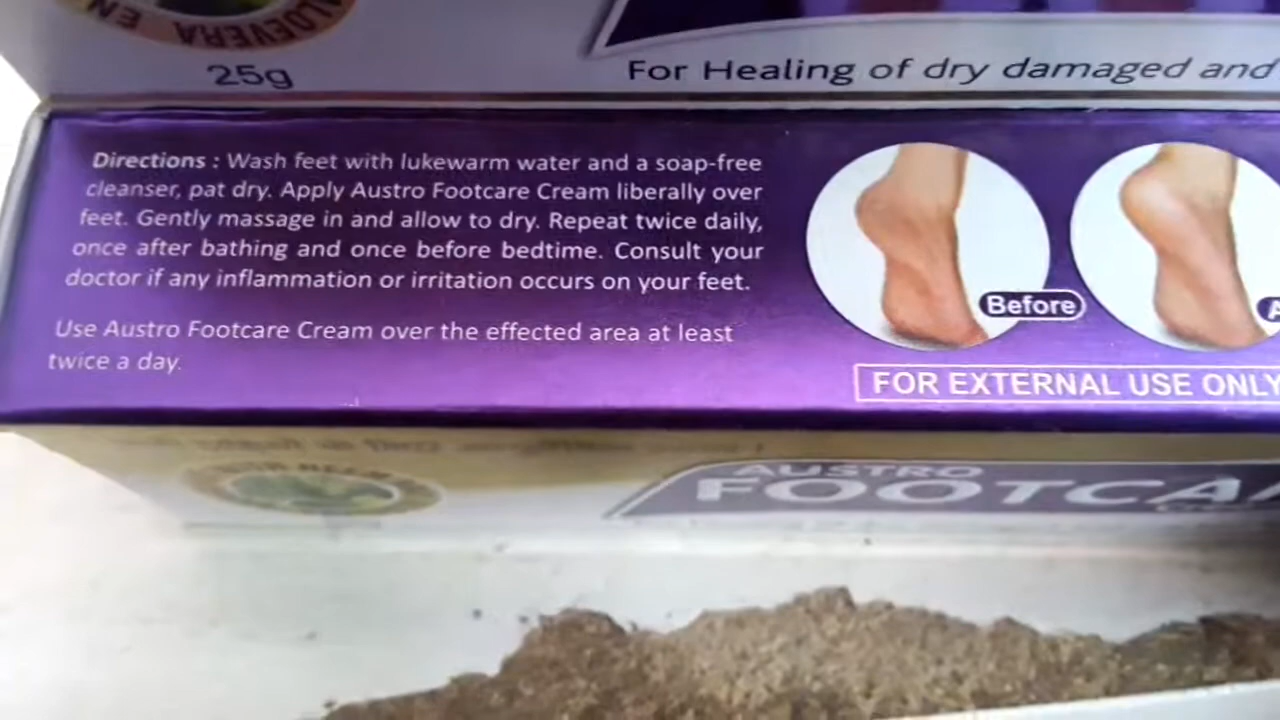 ALOEVERA EN
25g
For Healing of dry damaged and
Directions : Wash feet with lukewarm water and a soap-free
cleanser, pat dry. Apply Austro Footcare Cream liberally over
feet. Gently massage in and allow to dry. Repeat twice daily,
once after bathing and once before bedtime. Consult your
doctor if any inflammation or irritation occurs on your feet.
Use Austro Footcare Cream over the effected area at least
twice a day.
Before
A
FOR EXTERNAL USE ONLY
AUSTRO
FOOTCA